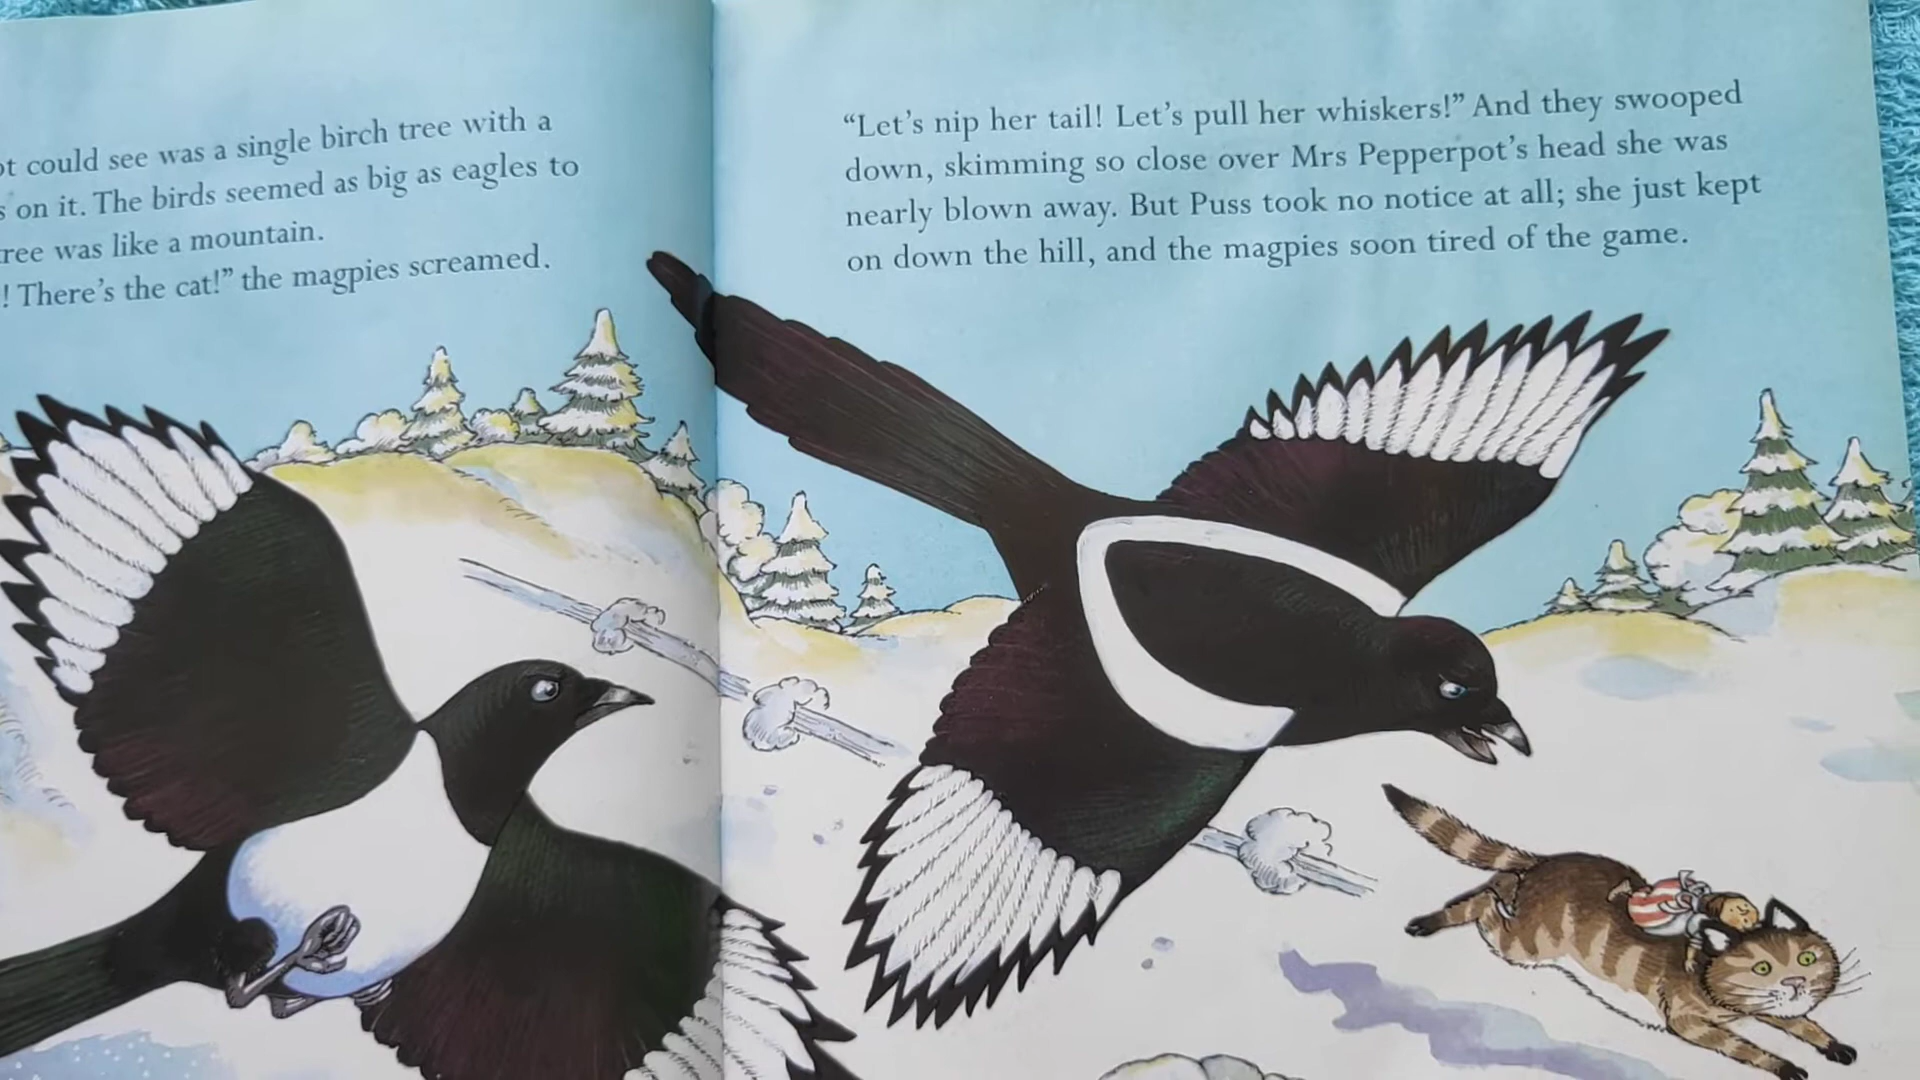 ot could see was a single birch tree with a
s on it. The birds seemed as big as eagles to
ree was like a mountain.
! There's the cat!” the magpies screamed.
“Let's nip her tail! Let's pull her whiskers!” And they swooped
down, skimming so close over Mrs Pepperpot's head she was
nearly blown away. But Puss took no notice at all; she just kept
on down the hill, and the magpies soon tired of the game.